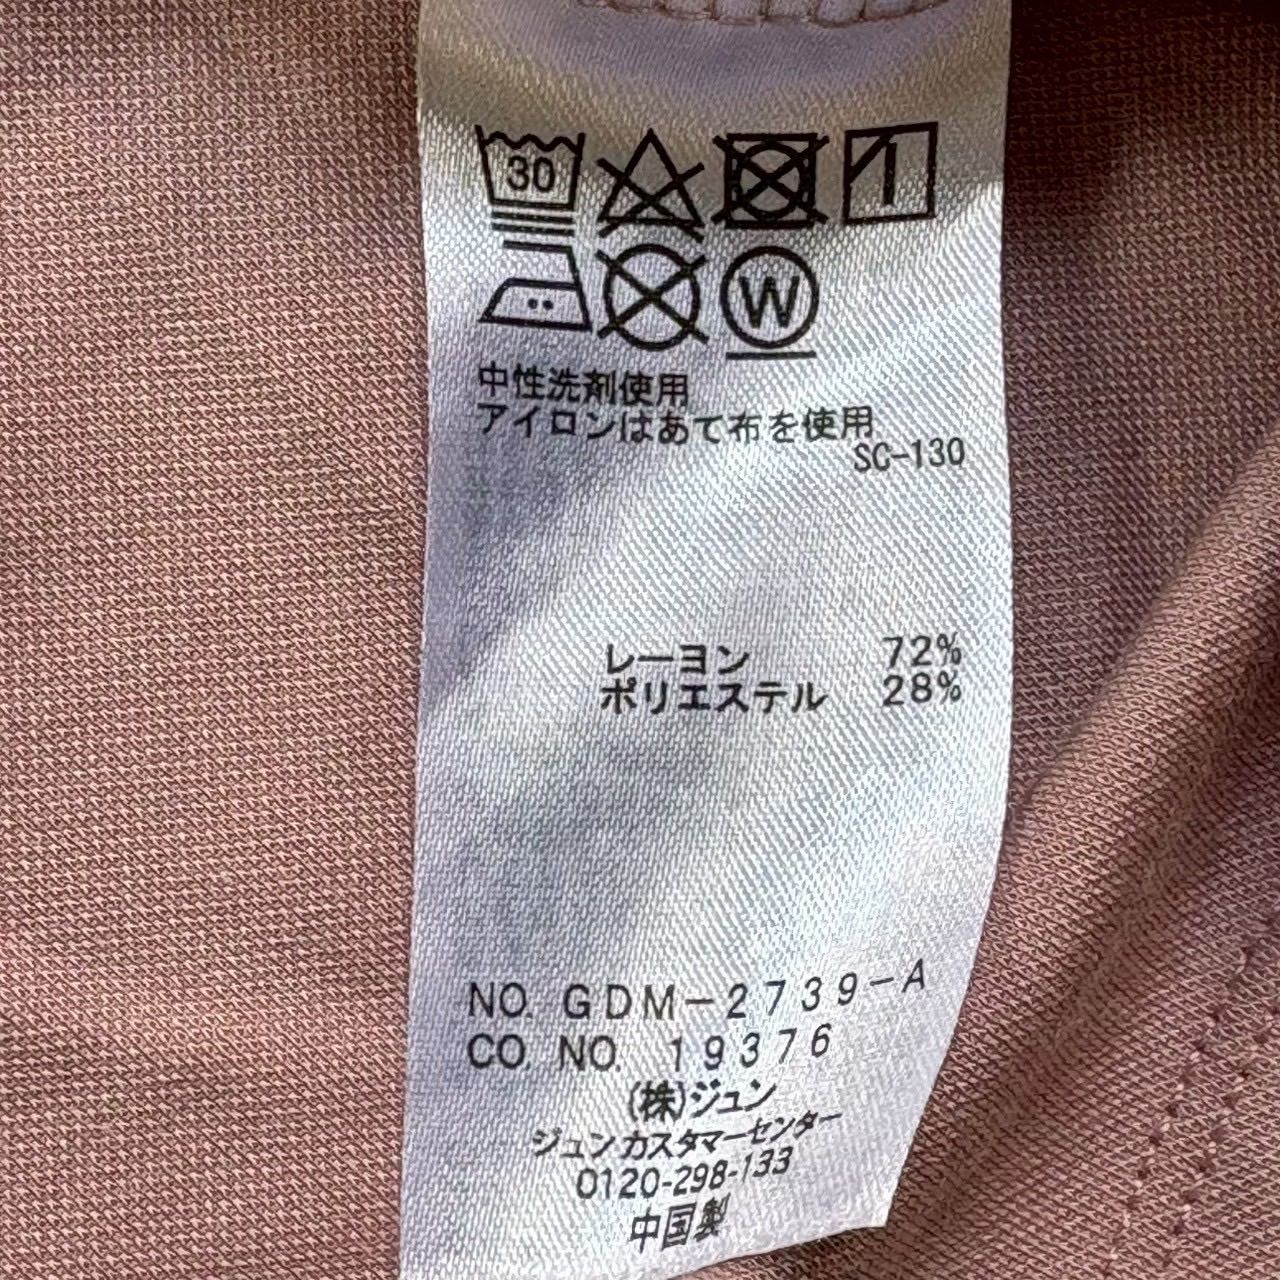 30
W
中性洗剤使用
アイロンはあて布を使用
SC-130
レーヨン 72%
ポリエステル 28%
NO. GDM-2739-A
CO. NO. 19376
(株)ジュン
ジュンカスタマーセンター
0120-298-133
中国製